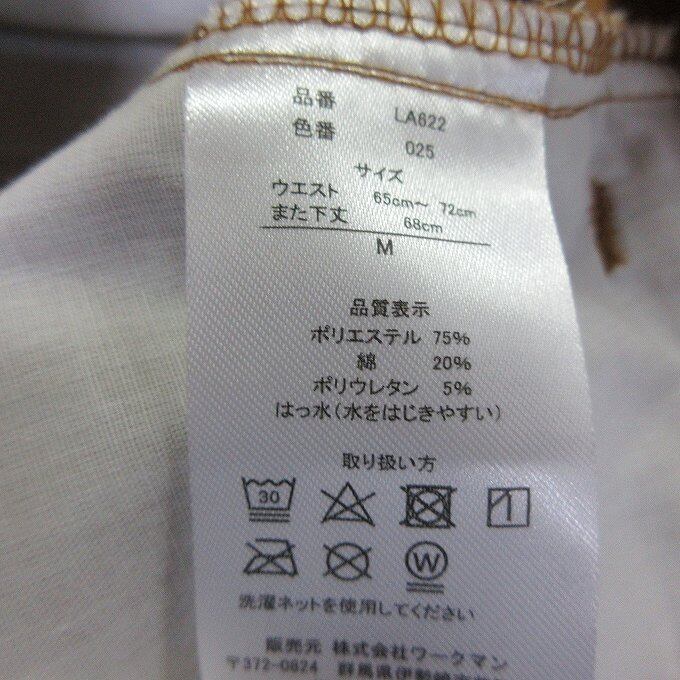 品番 LA622
色番 025
サイズ
ウエスト 65cm～ 72cm
また下丈 68cm
M
品質表示
ポリエステル 75%
綿 20%
ポリウレタン 5%
はっ水(水をはじきやすい)
取り扱い方
30
W
洗濯ネットを使用してください
販売元 株式会社ワークマン
〒372-0824 群馬県伊勢崎市